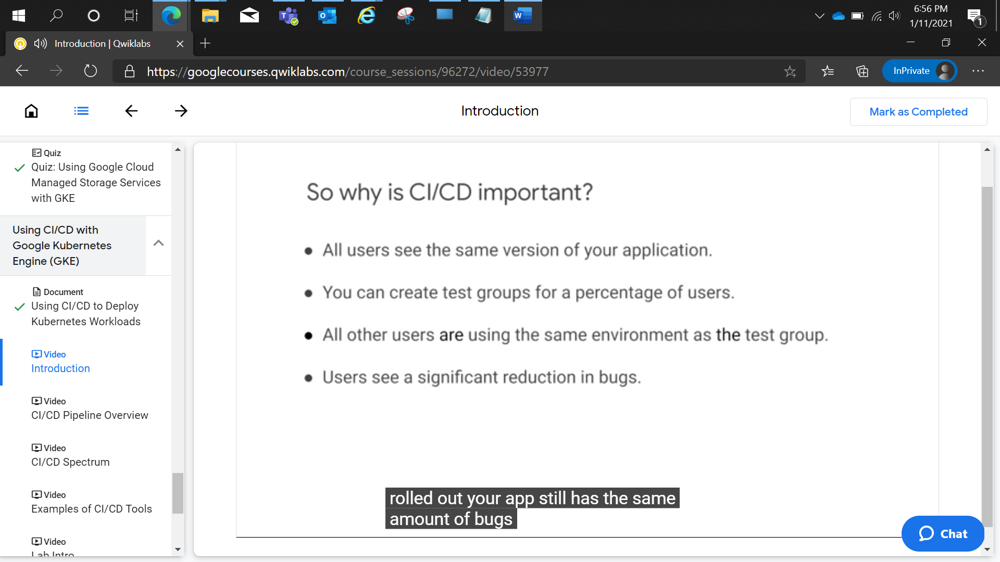 6:56 PM
1/11/2021
1
Introduction | Qwiklabs
https://googlecourses.qwiklabs.com/course_sessions/96272/video/53977
InPrivate
Introduction
Mark as Completed
Quiz
Quiz: Using Google Cloud
Managed Storage Services
with GKE
Using CI/CD with
Google Kubernetes
Engine (GKE)
Document
Using CI/CD to Deploy
Kubernetes Workloads
Video
Introduction
Video
CI/CD Pipeline Overview
Video
CI/CD Spectrum
Video
Examples of CI/CD Tools
Video
Lab Intro
So why is CI/CD important?
● All users see the same version of your application.
● You can create test groups for a percentage of users.
● All other users are using the same environment as the test group.
● Users see a significant reduction in bugs.
rolled out your app still has the same
amount of bugs
Chat